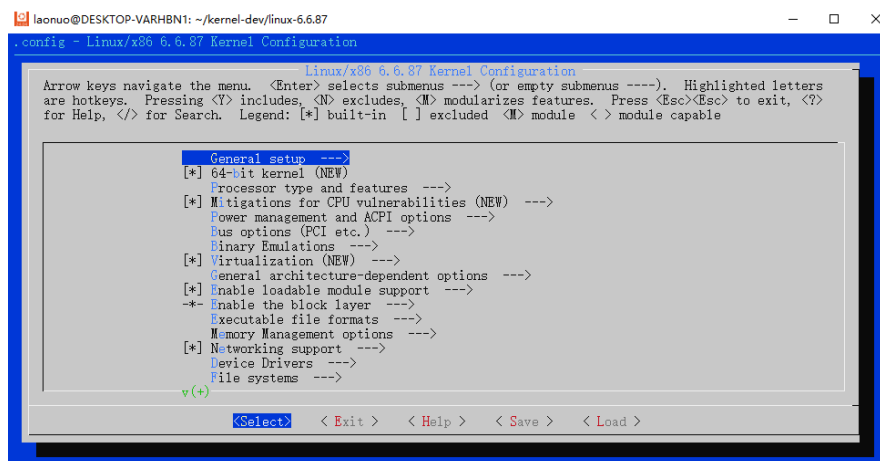 laonuo@DESKTOP-VARHBN1: ~/kernel-dev/linux-6.6.87
.config - Linux/x86 6.6.87 Kernel Configuration
Linux/x86 6.6.87 Kernel Configuration
Arrow keys navigate the menu.  <Enter> selects submenus ---> (or empty submenus ----).  Highlighted letters
are hotkeys.  Pressing <Y> includes, <N> excludes, <M> modularizes features.  Press <Esc><Esc> to exit, <?>
for Help, </> for Search.  Legend: [*] built-in  [ ] excluded  <M> module  < > module capable
General setup  --->
[*] 64-bit kernel (NEW)
Processor type and features  --->
[*] Mitigations for CPU vulnerabilities (NEW)  --->
Power management and ACPI options  --->
Bus options (PCI etc.)  --->
Binary Emulations  --->
[*] Virtualization (NEW)  --->
General architecture-dependent options  --->
[*] Enable loadable module support  --->
-*- Enable the block layer  --->
Executable file formats  --->
Memory Management options  --->
[*] Networking support  --->
Device Drivers  --->
File systems  --->
▿(+)
<Select>    < Exit >    < Help >    < Save >    < Load >